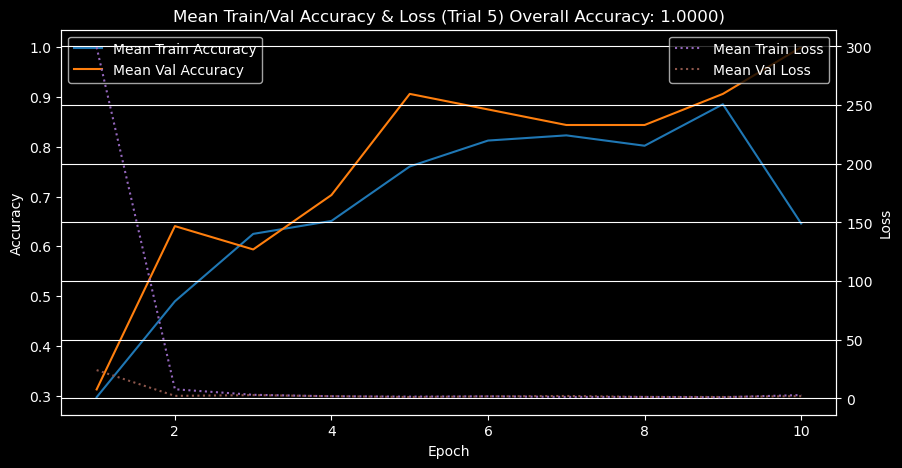 Mean Train/Val Accuracy & Loss (Trial 5) Overall Accuracy: 1.0000)
Mean Train Accuracy
Mean Val Accuracy
Mean Train Loss
Mean Val Loss
Accuracy
1.0
0.9
0.8
0.7
0.6
0.5
0.4
0.3
300
250
200
150
100
50
0
Loss
2
4
6
8
10
Epoch